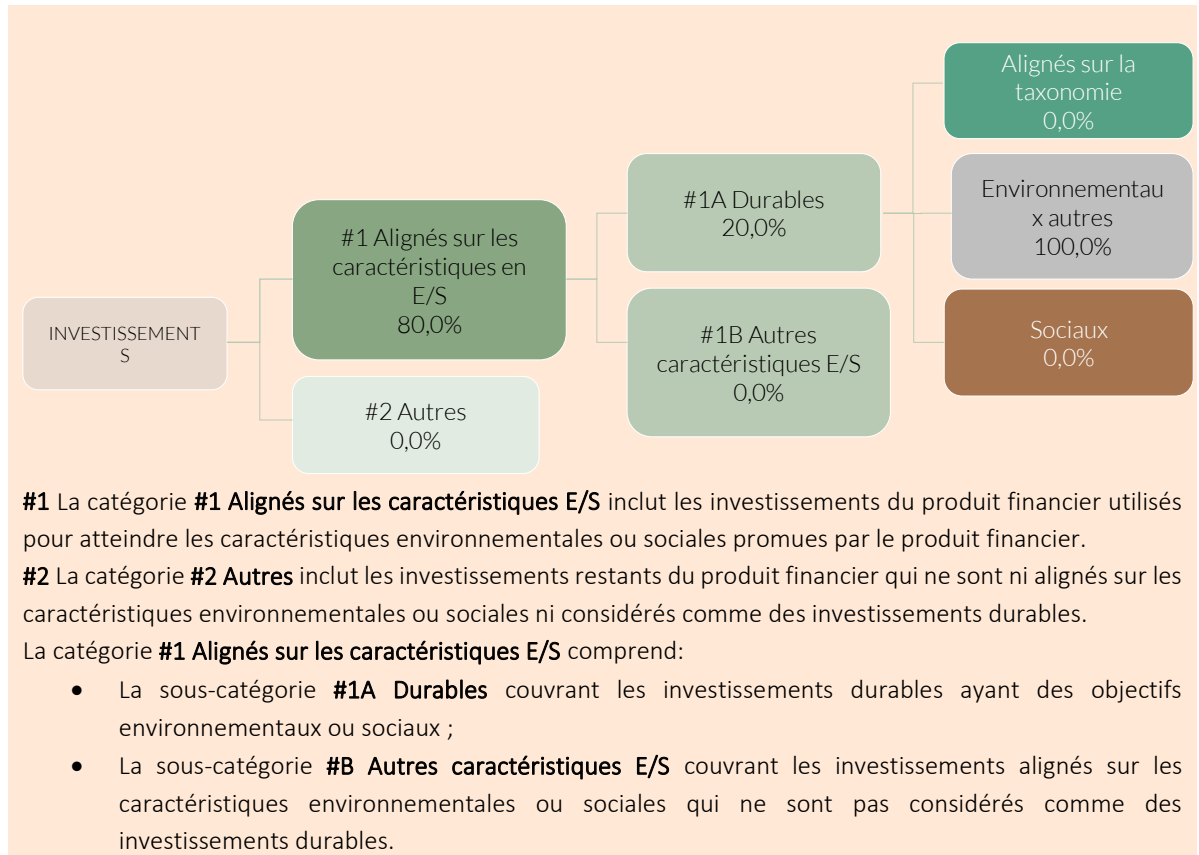 Alignés sur la
taxonomie
0,0%
#1A Durables
20,0%
Environnementau
x autres
100,0%
#1 Alignés sur les
caractéristiques en
E/S
80,0%
INVESTISSEMENT
S
#1B Autres
caractéristiques E/S
0,0%
Sociaux
0,0%
#2 Autres
0,0%
#1 La catégorie #1 Alignés sur les caractéristiques E/S inclut les investissements du produit financier utilisés
pour atteindre les caractéristiques environnementales ou sociales promues par le produit financier.
#2 La catégorie #2 Autres inclut les investissements restants du produit financier qui ne sont ni alignés sur les
caractéristiques environnementales ou sociales ni considérés comme des investissements durables.
La catégorie #1 Alignés sur les caractéristiques E/S comprend:
• La sous-catégorie #1A Durables couvrant les investissements durables ayant des objectifs
environnementaux ou sociaux ;
• La sous-catégorie #B Autres caractéristiques E/S couvrant les investissements alignés sur les
caractéristiques environnementales ou sociales qui ne sont pas considérés comme des
investissements durables.